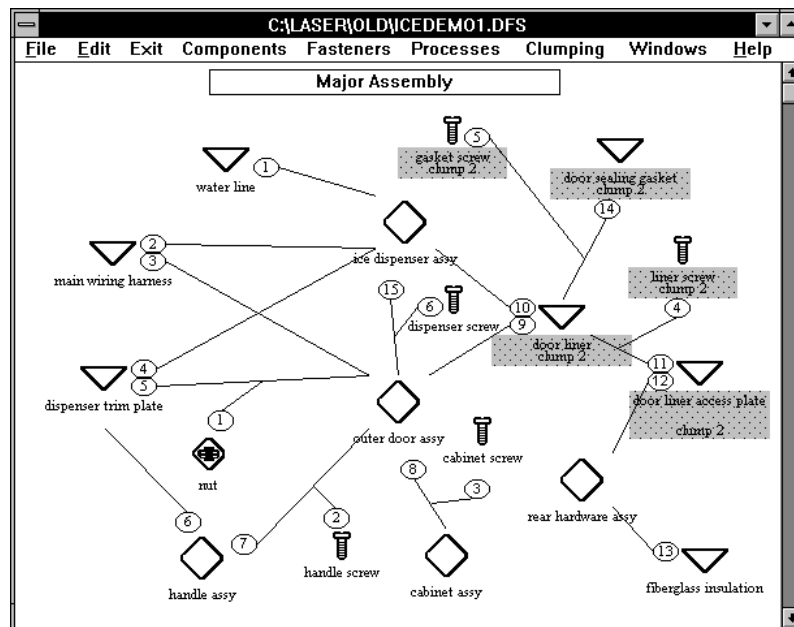 C:\LASER\OLD\ICEDEMO1.DFS
File Edit Exit Components Fasteners Processes Clumping Windows Help
Major Assembly
5
gasket screw
clump 2
1
water line
door sealing gasket
clump 2
14
2
3
main wiring harness
ice dispenser assy
liner screw
clump 2
4
15
6
dispenser screw
10
9
door liner
clump 2
4
5
dispenser trim plate
11
12
door liner access plate
clump 2
1
nut
outer door assy
cabinet screw
8
3
rear hardware assy
6
7
2
handle assy
handle screw
cabinet assy
13
fiberglass insulation